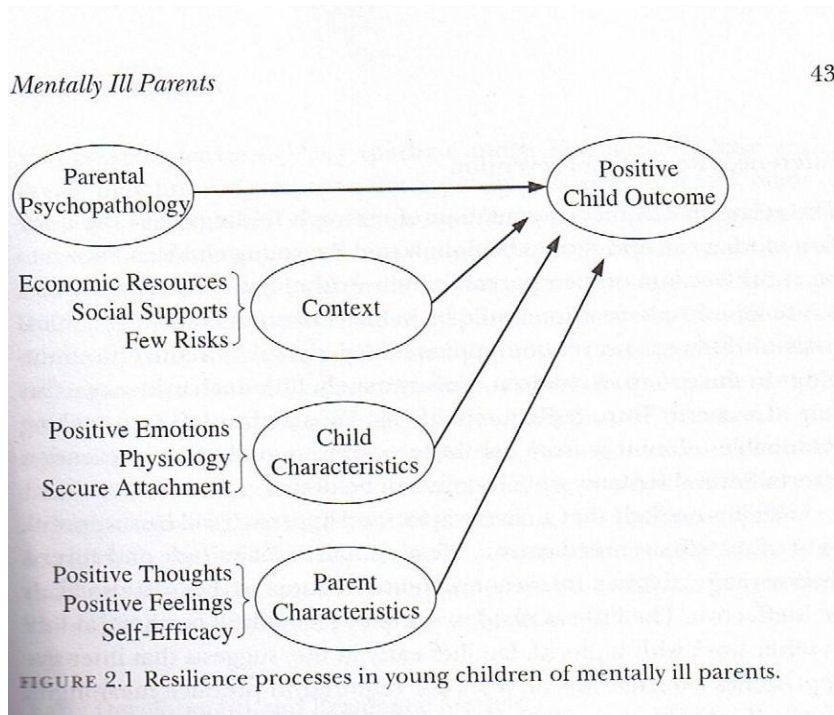 Mentally Ill Parents 43
Parental
Psychopathology
Positive
Child Outcome
Economic Resources
Social Supports
Few Risks
Context
Positive Emotions
Physiology
Secure Attachment
Child
Characteristics
Positive Thoughts
Positive Feelings
Self-Efficacy
Parent
Characteristics
FIGURE 2.1 Resilience processes in young children of mentally ill parents.